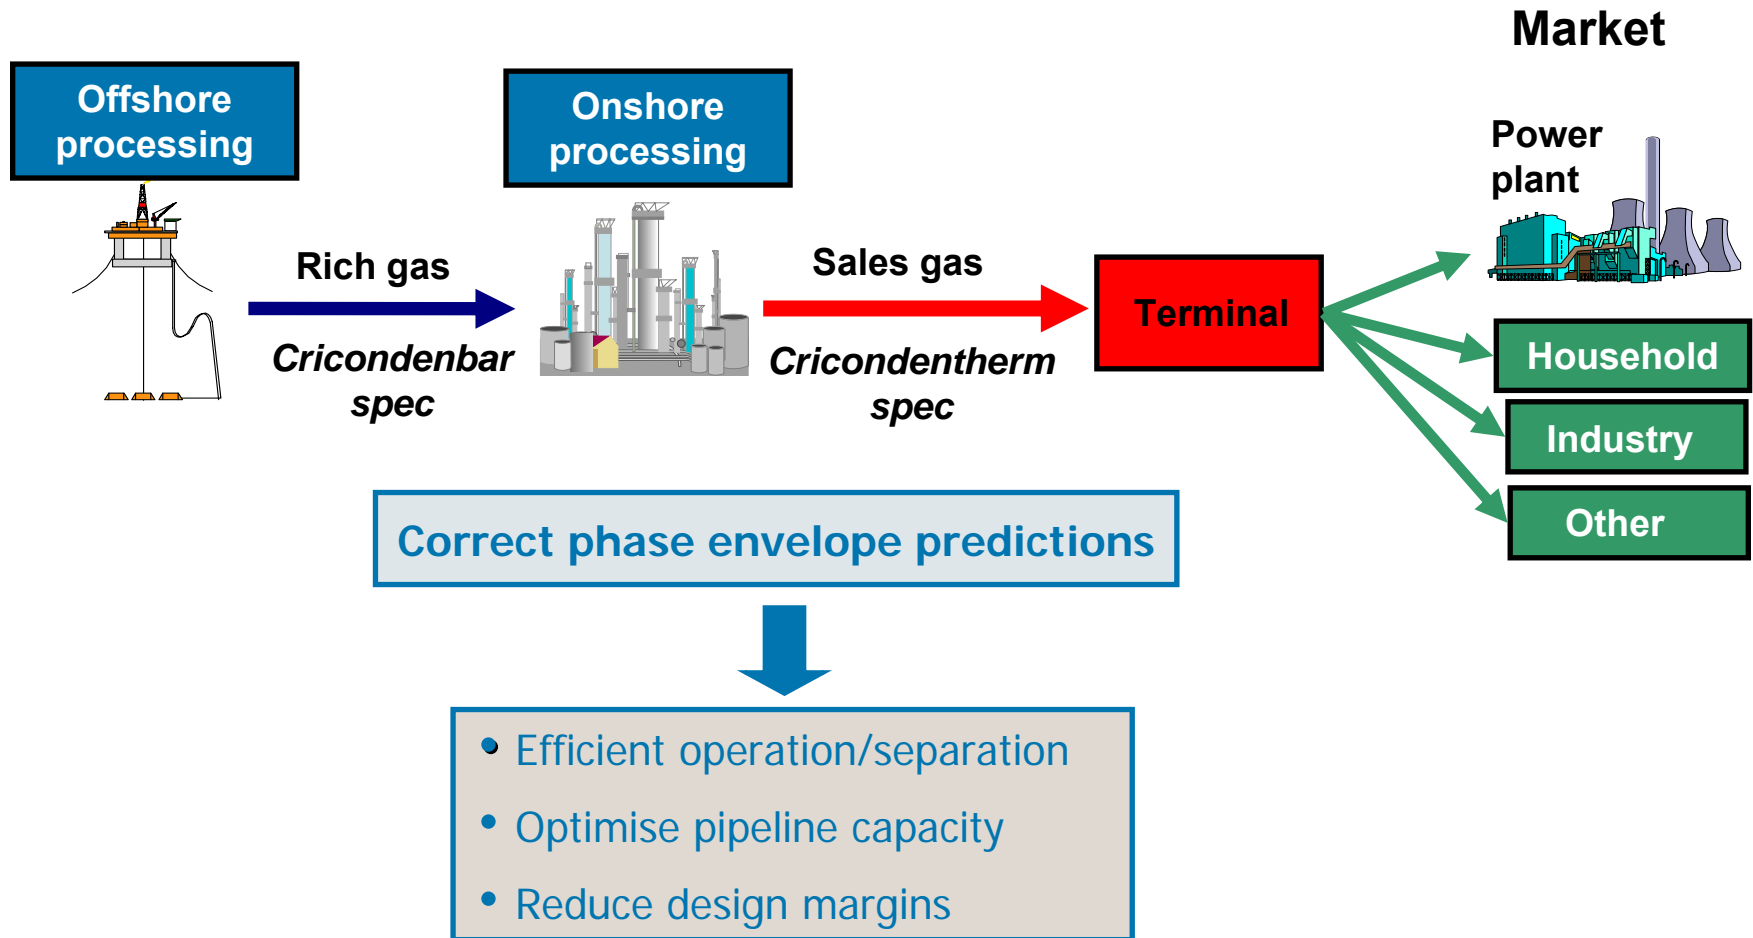 Market
Offshore
processing
Onshore
processing
Power
plant
Rich gas
Sales gas
Cricondenbar
spec
Cricondentherm
spec
Terminal
Household
Industry
Other
Correct phase envelope predictions
• Efficient operation/separation
• Optimise pipeline capacity
• Reduce design margins